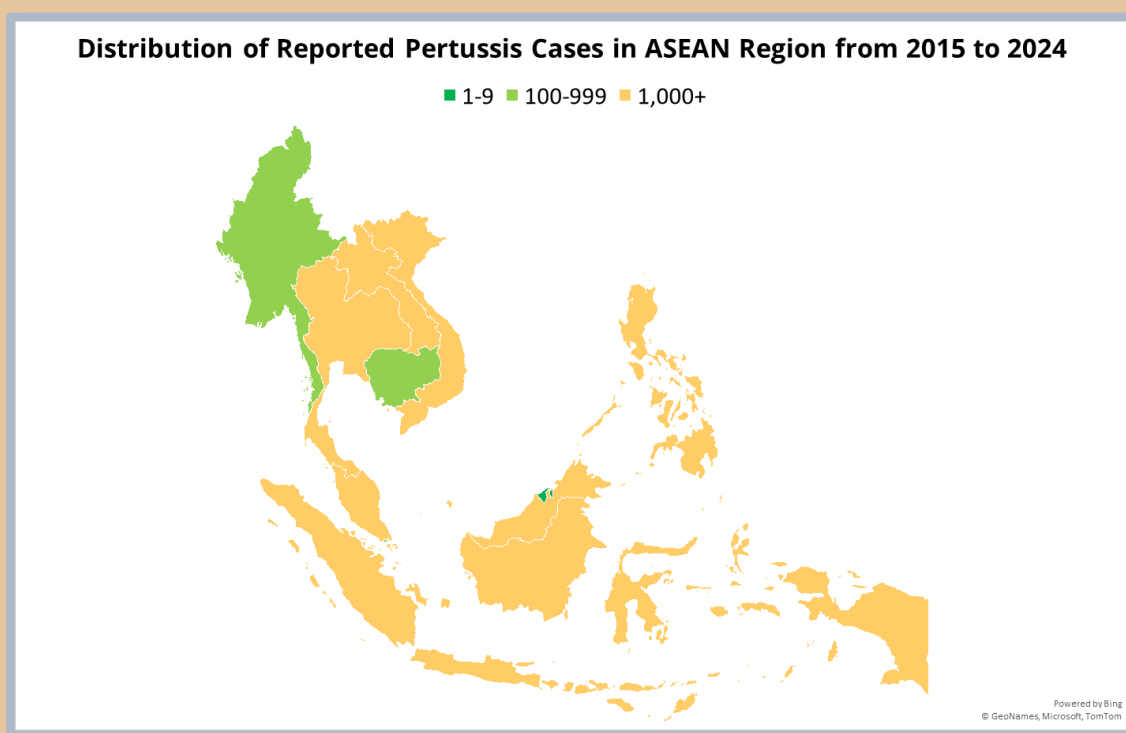 Distribution of Reported Pertussis Cases in ASEAN Region from 2015 to 2024
1-9 100-999 1,000+
Powered by Bing
© GeoNames, Microsoft, TomTom